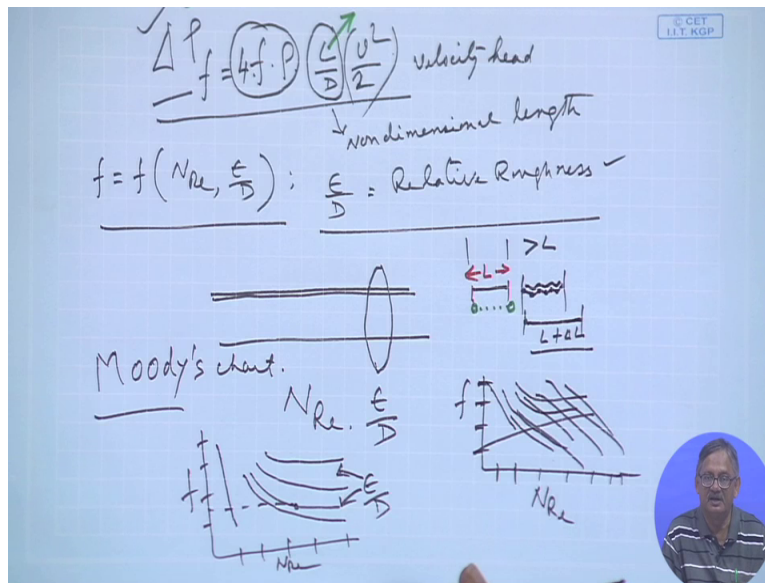 © CET
I.I.T. KGP
ΔP_f = 4.f.ρ (L/D) (U²/2) velocity head
Nondimensional length
f = f(N_Re, ε/D) : ε/D = Relative Roughness
> L
L
L + ΔL
Moody's chart.
N_Re . ε/D
f
N_Re
f
ε/D
N_Re